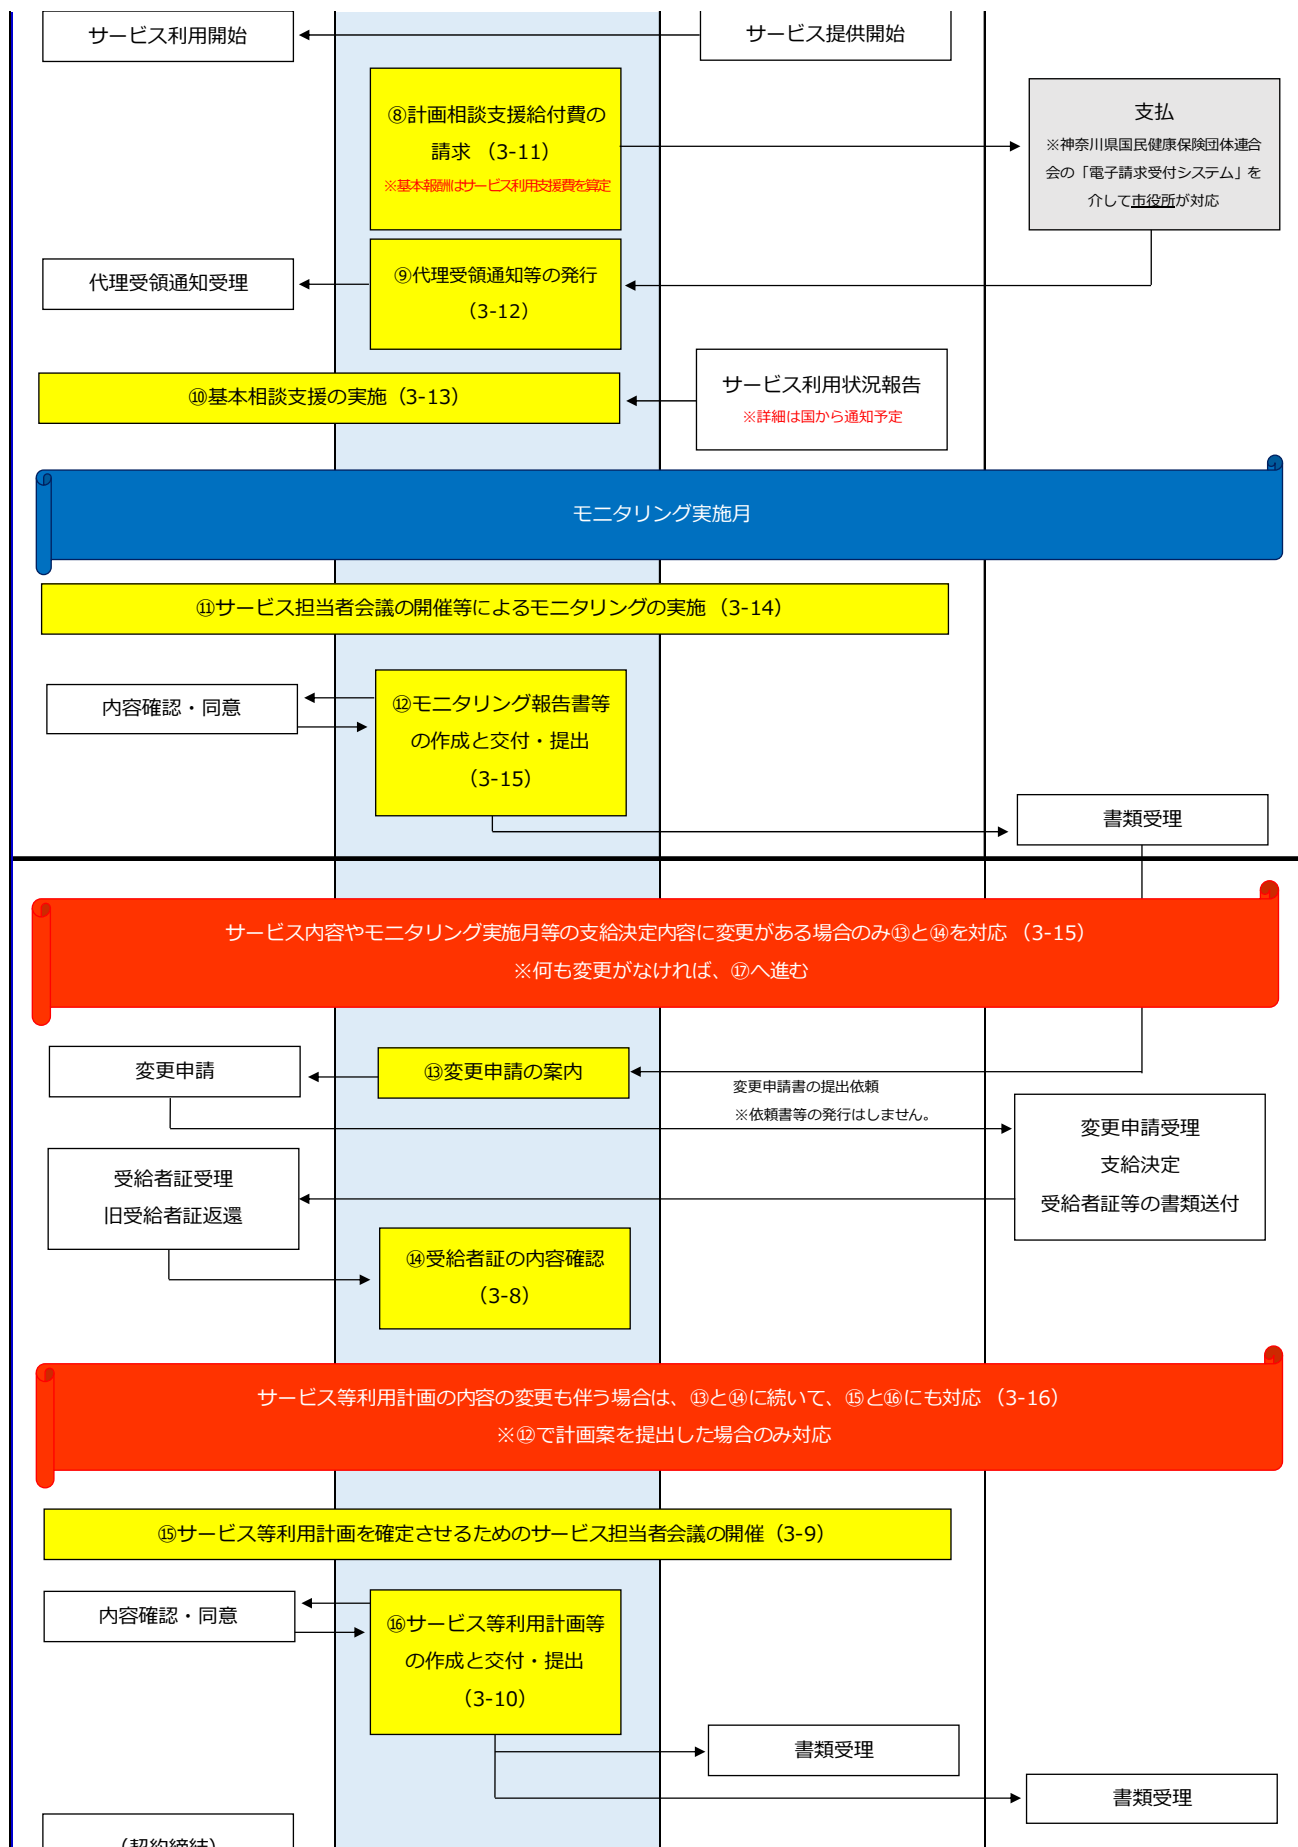 サービス利用開始
サービス提供開始
⑧計画相談支援給付費の
請求 （3-11）
※基本報酬はサービス利用支援費を算定
支払
※神奈川県国民健康保険団体連合
会の「電子請求受付システム」を
介して市役所が対応
代理受領通知受理
⑨代理受領通知等の発行
（3-12）
⑩基本相談支援の実施（3-13）
サービス利用状況報告
※詳細は国から通知予定
モニタリング実施月
⑪サービス担当者会議の開催等によるモニタリングの実施 （3-14）
内容確認・同意
⑫モニタリング報告書等
の作成と交付・提出
（3-15）
書類受理
サービス内容やモニタリング実施月等の支給決定内容に変更がある場合のみ⑬と⑭を対応 （3-15）
※何も変更がなければ、⑰へ進む
変更申請
⑬変更申請の案内
変更申請書の提出依頼
※依頼書等の発行はしません。
変更申請受理
支給決定
受給者証等の書類送付
受給者証受理
旧受給者証返還
⑭受給者証の内容確認
（3-8）
サービス等利用計画の内容の変更も伴う場合は、⑬と⑭に続いて、⑮と⑯にも対応 （3-16）
※⑫で計画案を提出した場合のみ対応
⑮サービス等利用計画を確定させるためのサービス担当者会議の開催（3-9）
内容確認・同意
⑯サービス等利用計画等
の作成と交付・提出
（3-10）
書類受理
書類受理
（契約締結）